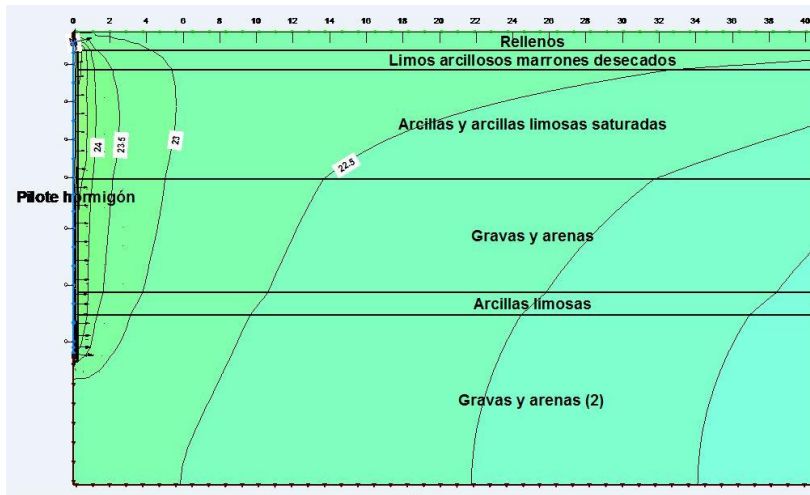 0 2 4 6 8 10 12 14 16 18 20 22 24 26 28 30 32 34 36 38 40
Rellenos
Limos arcillosos marrones desecados
Arcillas y arcillas limosas saturadas
24
23.5
23
22.5
Pilote hormigón
Gravas y arenas
Arcillas limosas
Gravas y arenas (2)